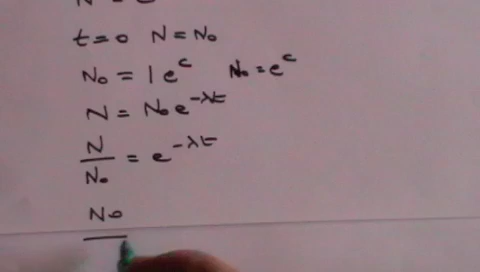 N = e
t=0 N=N₀
N₀ = 1e^c N₀ = e^c
N = N₀e^-λt
N/N₀ = e^-λt
N₀